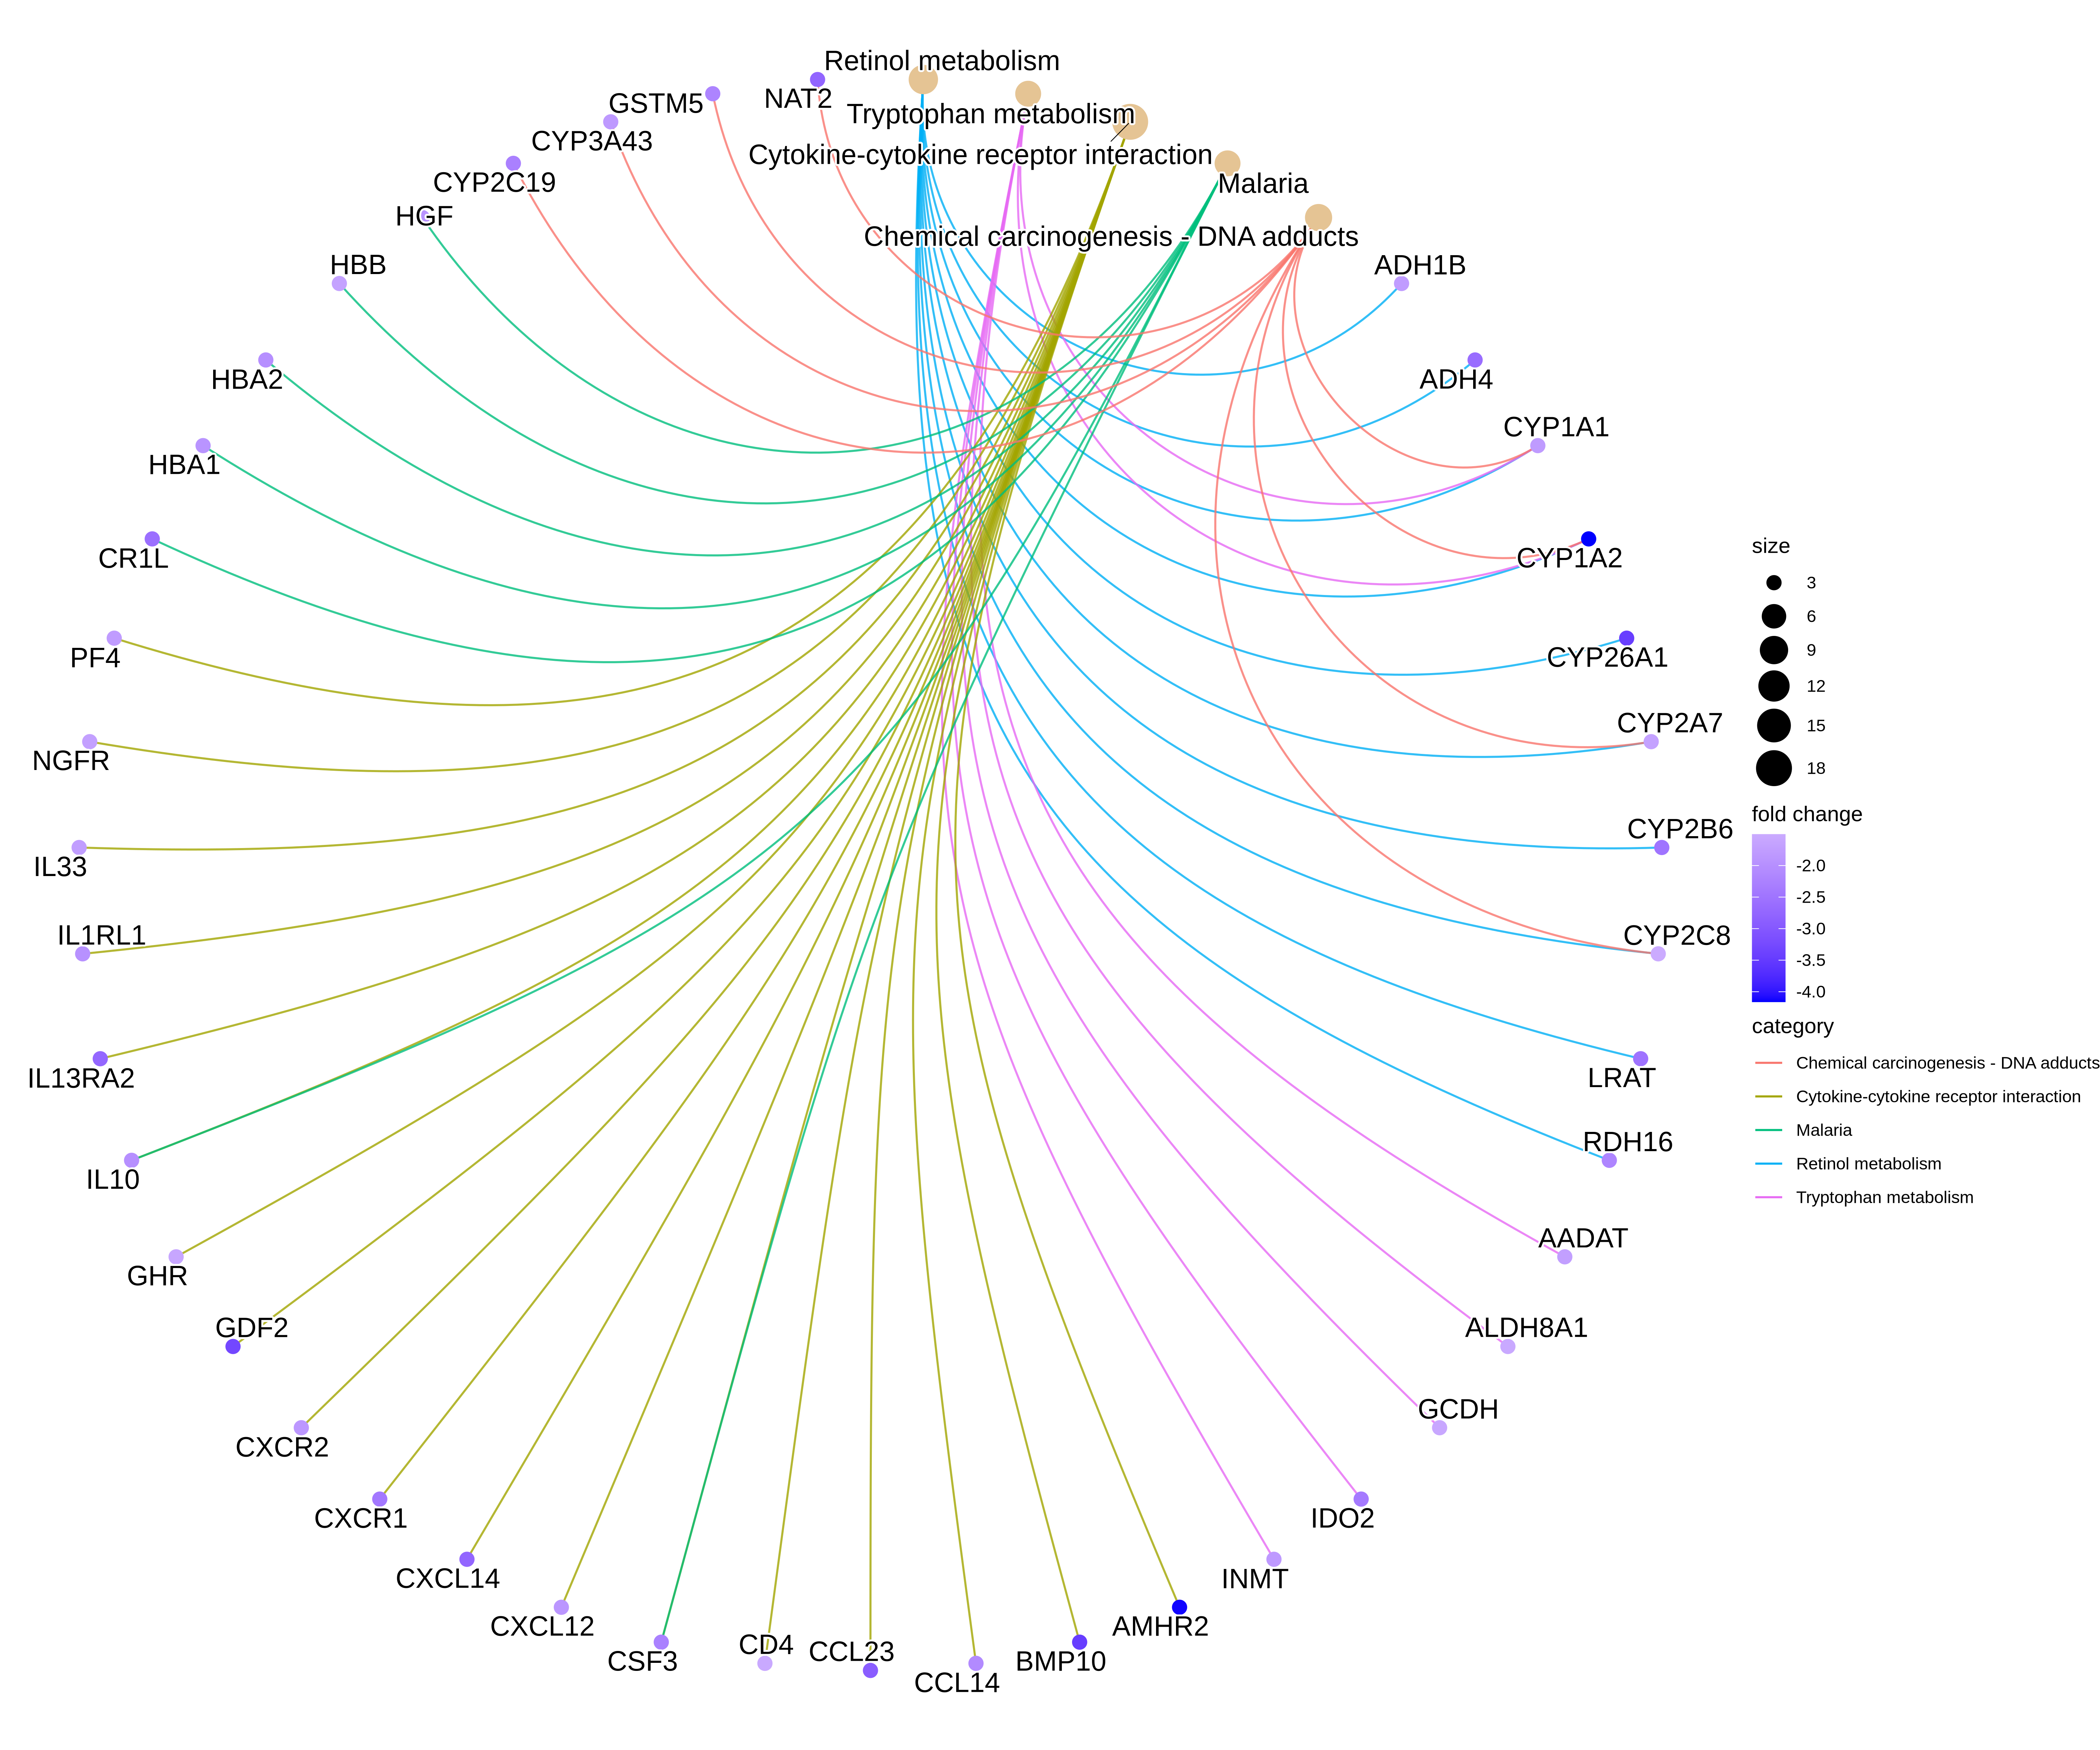 Retinol metabolism
NAT2
GSTM5
Tryptophan metabolism
CYP3A43
Cytokine-cytokine receptor interaction
CYP2C19
Malaria
HGF
Chemical carcinogenesis - DNA adducts
HBB
ADH1B
HBA2
ADH4
CYP1A1
HBA1
CR1L
CYP1A2
PF4
CYP26A1
NGFR
CYP2A7
IL33
CYP2B6
IL1RL1
CYP2C8
IL13RA2
LRAT
IL10
RDH16
GHR
AADAT
GDF2
ALDH8A1
CXCR2
GCDH
CXCR1
IDO2
CXCL14
INMT
CXCL12
AMHR2
CSF3
CD4
CCL23
CCL14
BMP10
size
3
6
9
12
15
18
fold change
-2.0
-2.5
-3.0
-3.5
-4.0
category
Chemical carcinogenesis - DNA adducts
Cytokine-cytokine receptor interaction
Malaria
Retinol metabolism
Tryptophan metabolism